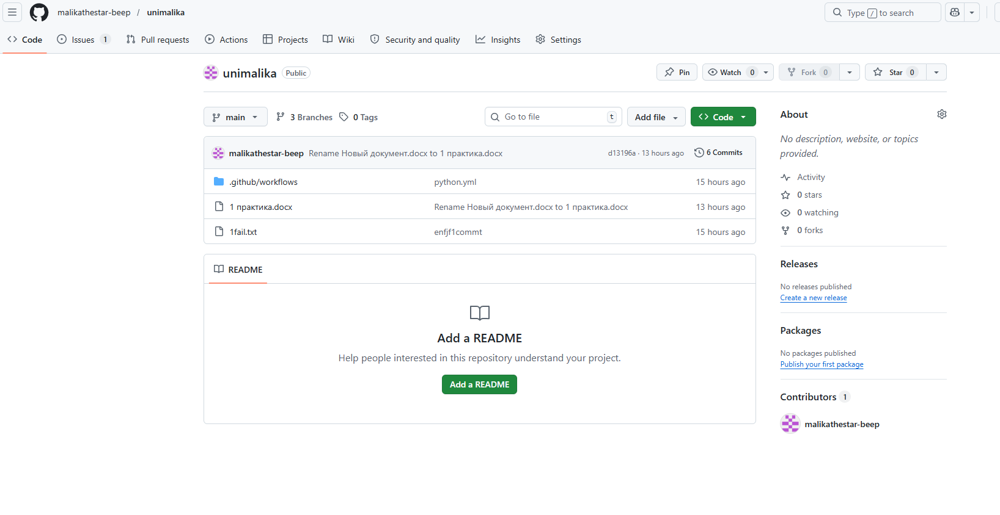 malikathestar-beep / unimalika
Type / to search
Code Issues 1 Pull requests Actions Projects Wiki Security and quality Insights Settings
unimalika Public
Pin Watch 0 Fork 0 Star 0
main 3 Branches 0 Tags
Go to file t Add file Code
malikathestar-beep Rename Новый документ.docx to 1 практика.docx d13196a · 13 hours ago 6 Commits
.github/workflows python.yml 15 hours ago
1 практика.docx Rename Новый документ.docx to 1 практика.docx 13 hours ago
1fail.txt enfjf1commt 15 hours ago
README
Add a README
Help people interested in this repository understand your project.
Add a README
About
No description, website, or topics
provided.
Activity
0 stars
0 watching
0 forks
Releases
No releases published
Create a new release
Packages
No packages published
Publish your first package
Contributors 1
malikathestar-beep